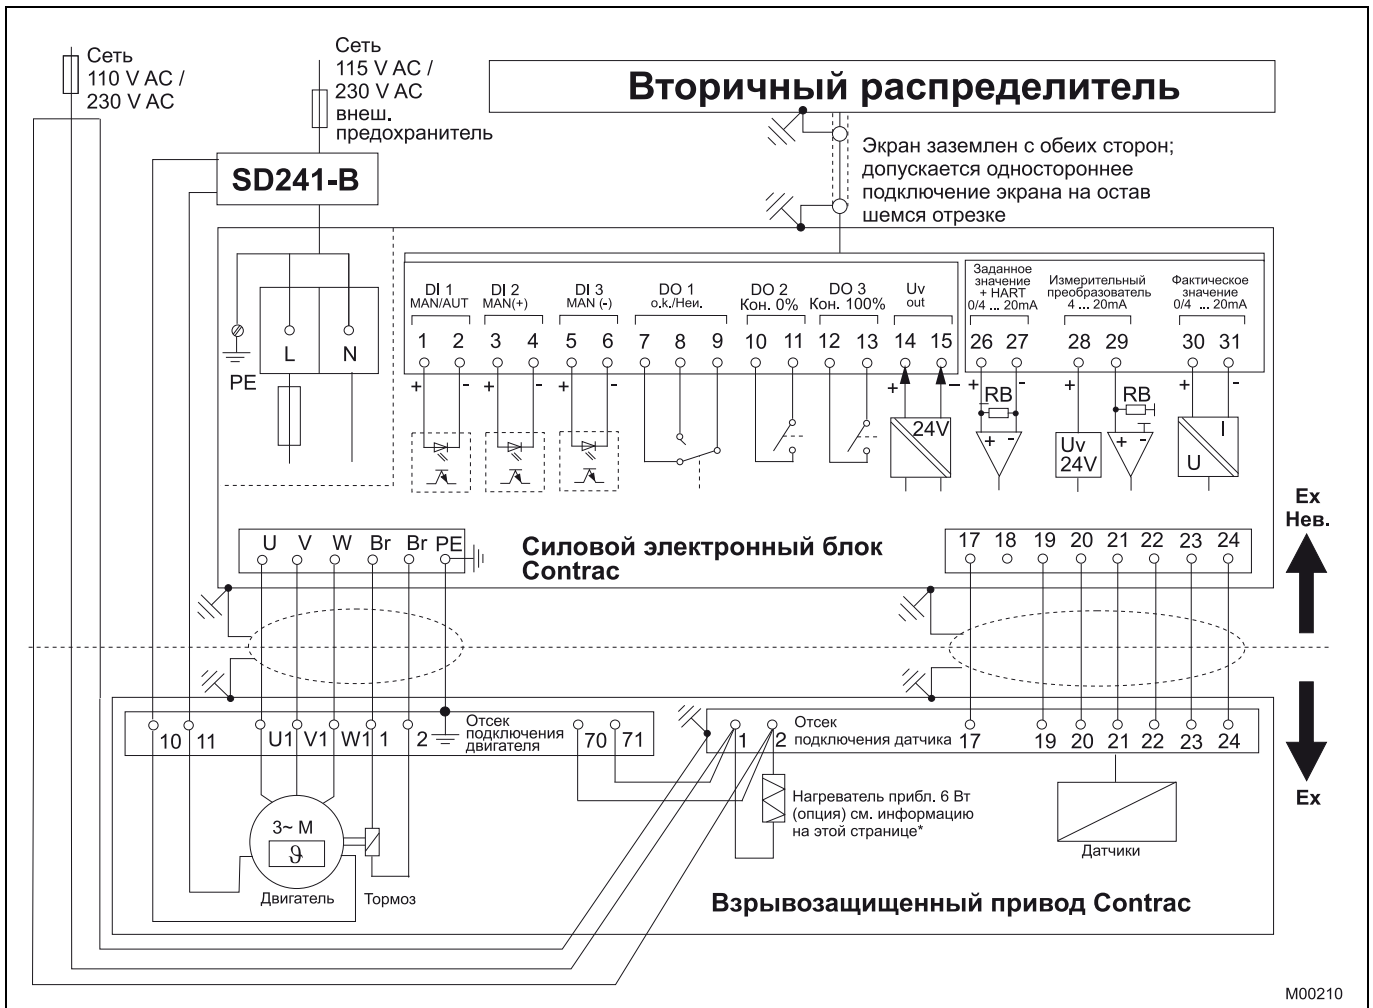 Сеть
110 V AC /
230 V AC
Сеть
115 V AC /
230 V AC
внеш.
предохранитель
Вторичный распределитель
Экран заземлен с обеих сторон;
допускается одностороннее
подключение экрана на остав
шемся отрезке
SD241-B
DI 1
MAN/AUT
DI 2
MAN(+)
DI 3
MAN (-)
DO 1
o.k./Неи.
DO 2
Кон. 0%
DO 3
Кон. 100%
Uv
out
Заданное
значение
+ HART
0/4 ... 20mA
Измерительный
преобразователь
4 ... 20mA
Фактическое
значение
0/4 ... 20mA
1 2 3 4 5 6 7 8 9 10 11 12 13 14 15 26 27 28 29 30 31
+ - + - + - + - + - + + -
L N
PE
RB
RB
24V
+ -
Uv
24V
+ -
I
U
Ex
Нев.
U V W Br Br PE
Силовой электронный блок
Contrac
17 18 19 20 21 22 23 24
10 11 U1 V1 W1 1 2
Отсек
подключения
двигателя
70 71
1 2
Отсек
подключения датчика
17 19 20 21 22 23 24
Ex
3~ M
ϑ
Двигатель
Тормоз
Нагреватель прибл. 6 Вт
(опция) см. информацию
на этой странице*
Датчики
Взрывозащищенный привод Contrac
M00210